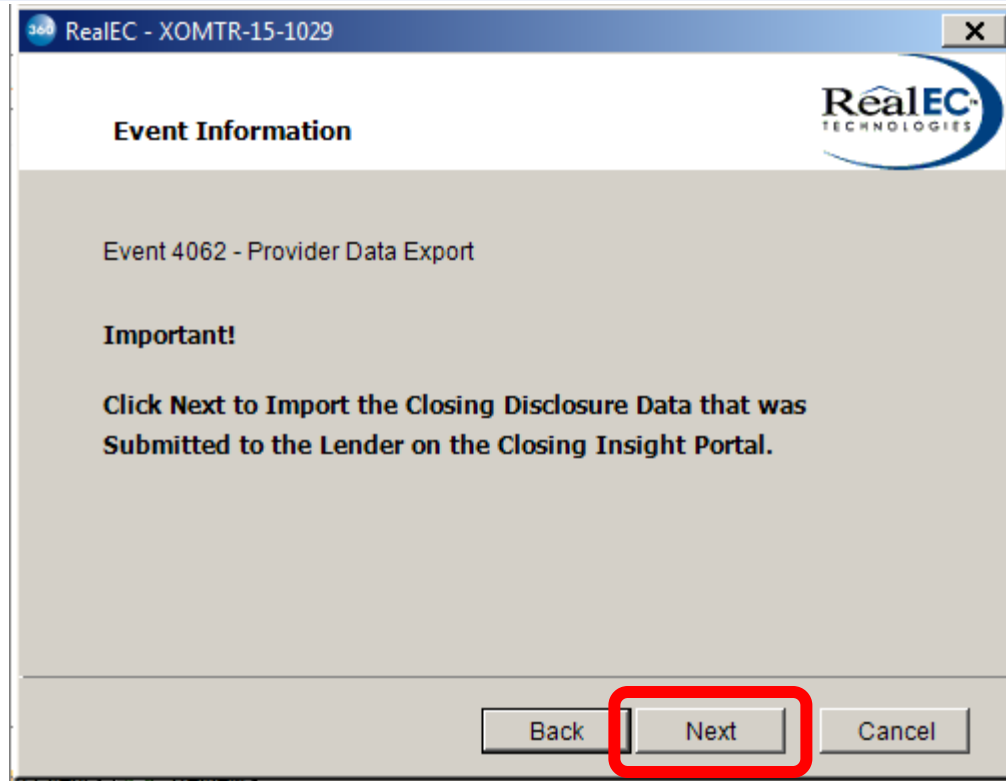 360 RealEC - XOMTR-15-1029
RealEC
TECHNOLOGIES
Event Information
Event 4062 - Provider Data Export
Important!
Click Next to Import the Closing Disclosure Data that was
Submitted to the Lender on the Closing Insight Portal.
Back Next Cancel